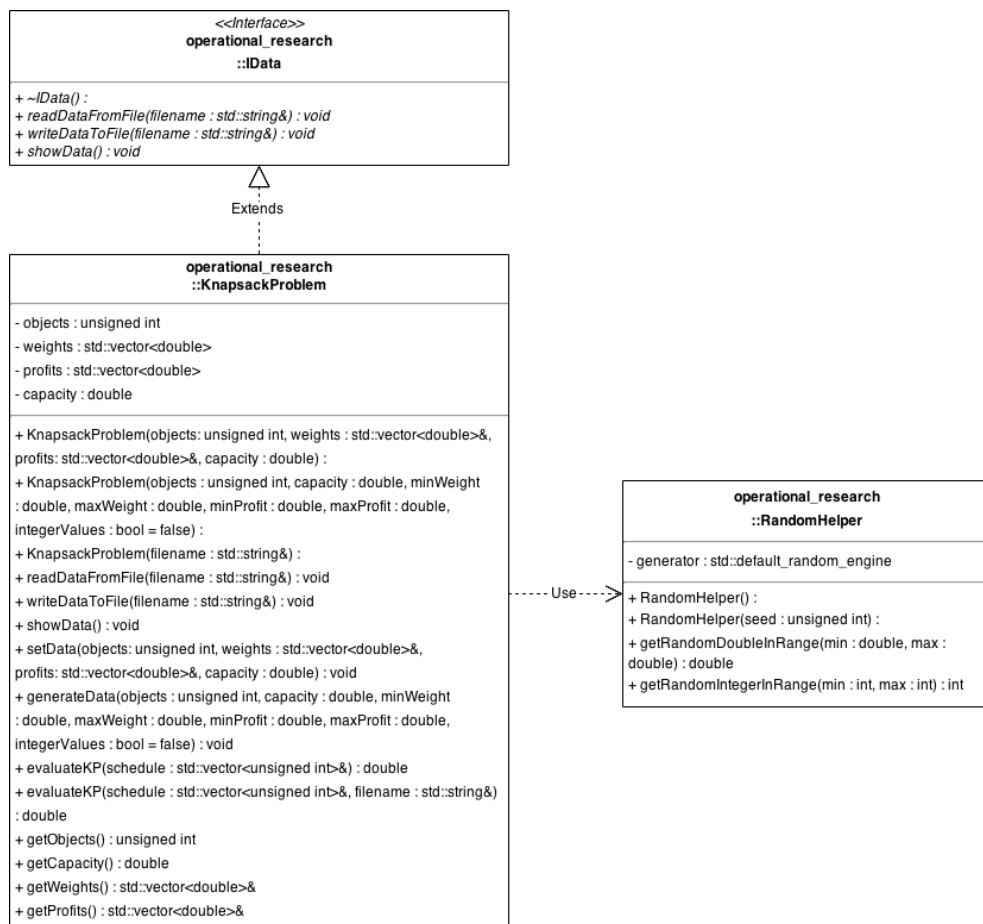 <<Interface>>
operational_research
::IData
+ ~IData() :
+ readDataFromFile(filename : std::string&) : void
+ writeDataToFile(filename : std::string&) : void
+ showData() : void
Extends
operational_research
::KnapsackProblem
- objects : unsigned int
- weights : std::vector<double>
- profits : std::vector<double>
- capacity : double
+ KnapsackProblem(objects: unsigned int, weights : std::vector<double>&,
profits: std::vector<double>&, capacity : double) :
+ KnapsackProblem(objects : unsigned int, capacity : double, minWeight
: double, maxWeight : double, minProfit : double, maxProfit : double,
integerValues : bool = false) :
+ KnapsackProblem(filename : std::string&) :
+ readDataFromFile(filename : std::string&) : void
+ writeDataToFile(filename : std::string&) : void
+ showData() : void
+ setData(objects: unsigned int, weights : std::vector<double>&,
profits: std::vector<double>&, capacity : double) : void
+ generateData(objects : unsigned int, capacity : double, minWeight
: double, maxWeight : double, minProfit : double, maxProfit : double,
integerValues : bool = false) : void
+ evaluateKP(schedule : std::vector<unsigned int>&) : double
+ evaluateKP(schedule : std::vector<unsigned int>&, filename : std::string&)
: double
+ getObjects() : unsigned int
+ getCapacity() : double
+ getWeights() : std::vector<double>&
+ getProfits() : std::vector<double>&
Use
operational_research
::RandomHelper
- generator : std::default_random_engine
+ RandomHelper() :
+ RandomHelper(seed : unsigned int) :
+ getRandomDoubleInRange(min : double, max :
double) : double
+ getRandomIntegerInRange(min : int, max : int) : int